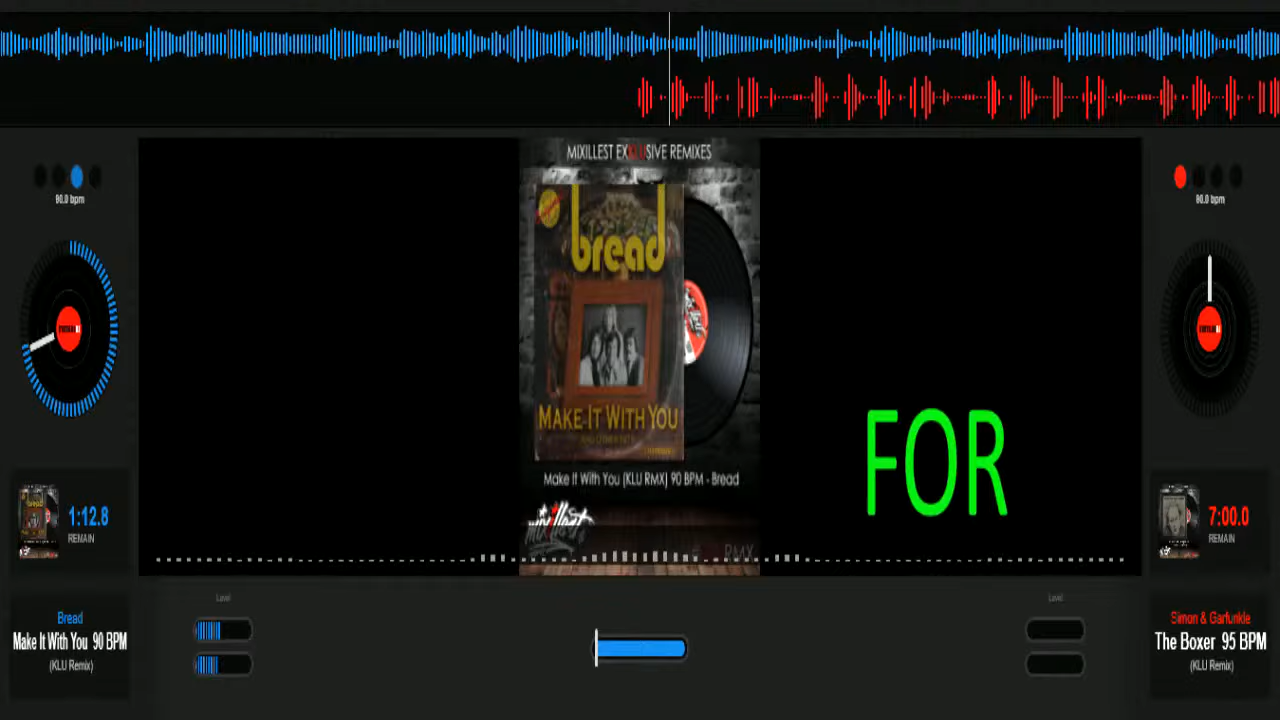 MIXILLEST EXKLUSIVE REMIXES
90.0 bpm
90.0 bpm
bread
MAKE IT WITH YOU
FOR
Make It With You (KLU RMX) 90 BPM - Bread
mixillest
1:12.8
REMAIN
7:00.0
REMAIN
RMX
Level
Level
Bread
Make It With You 90 BPM
(KLU Remix)
Simon & Garfunkle
The Boxer 95 BPM
(KLU Remix)